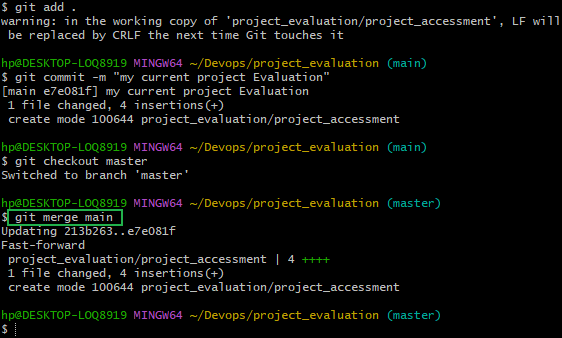 $ git add .
warning: in the working copy of 'project_evaluation/project_accessment', LF will
 be replaced by CRLF the next time Git touches it
hp@DESKTOP-LOQ8919 MINGW64 ~/Devops/project_evaluation (main)
$ git commit -m "my current project Evaluation"
[main e7e081f] my current project Evaluation
 1 file changed, 4 insertions(+)
 create mode 100644 project_evaluation/project_accessment
hp@DESKTOP-LOQ8919 MINGW64 ~/Devops/project_evaluation (main)
$ git checkout master
Switched to branch 'master'
hp@DESKTOP-LOQ8919 MINGW64 ~/Devops/project_evaluation (master)
$ git merge main
Updating 213b263..e7e081f
Fast-forward
 project_evaluation/project_accessment | 4 ++++
 1 file changed, 4 insertions(+)
 create mode 100644 project_evaluation/project_accessment
hp@DESKTOP-LOQ8919 MINGW64 ~/Devops/project_evaluation (master)
$